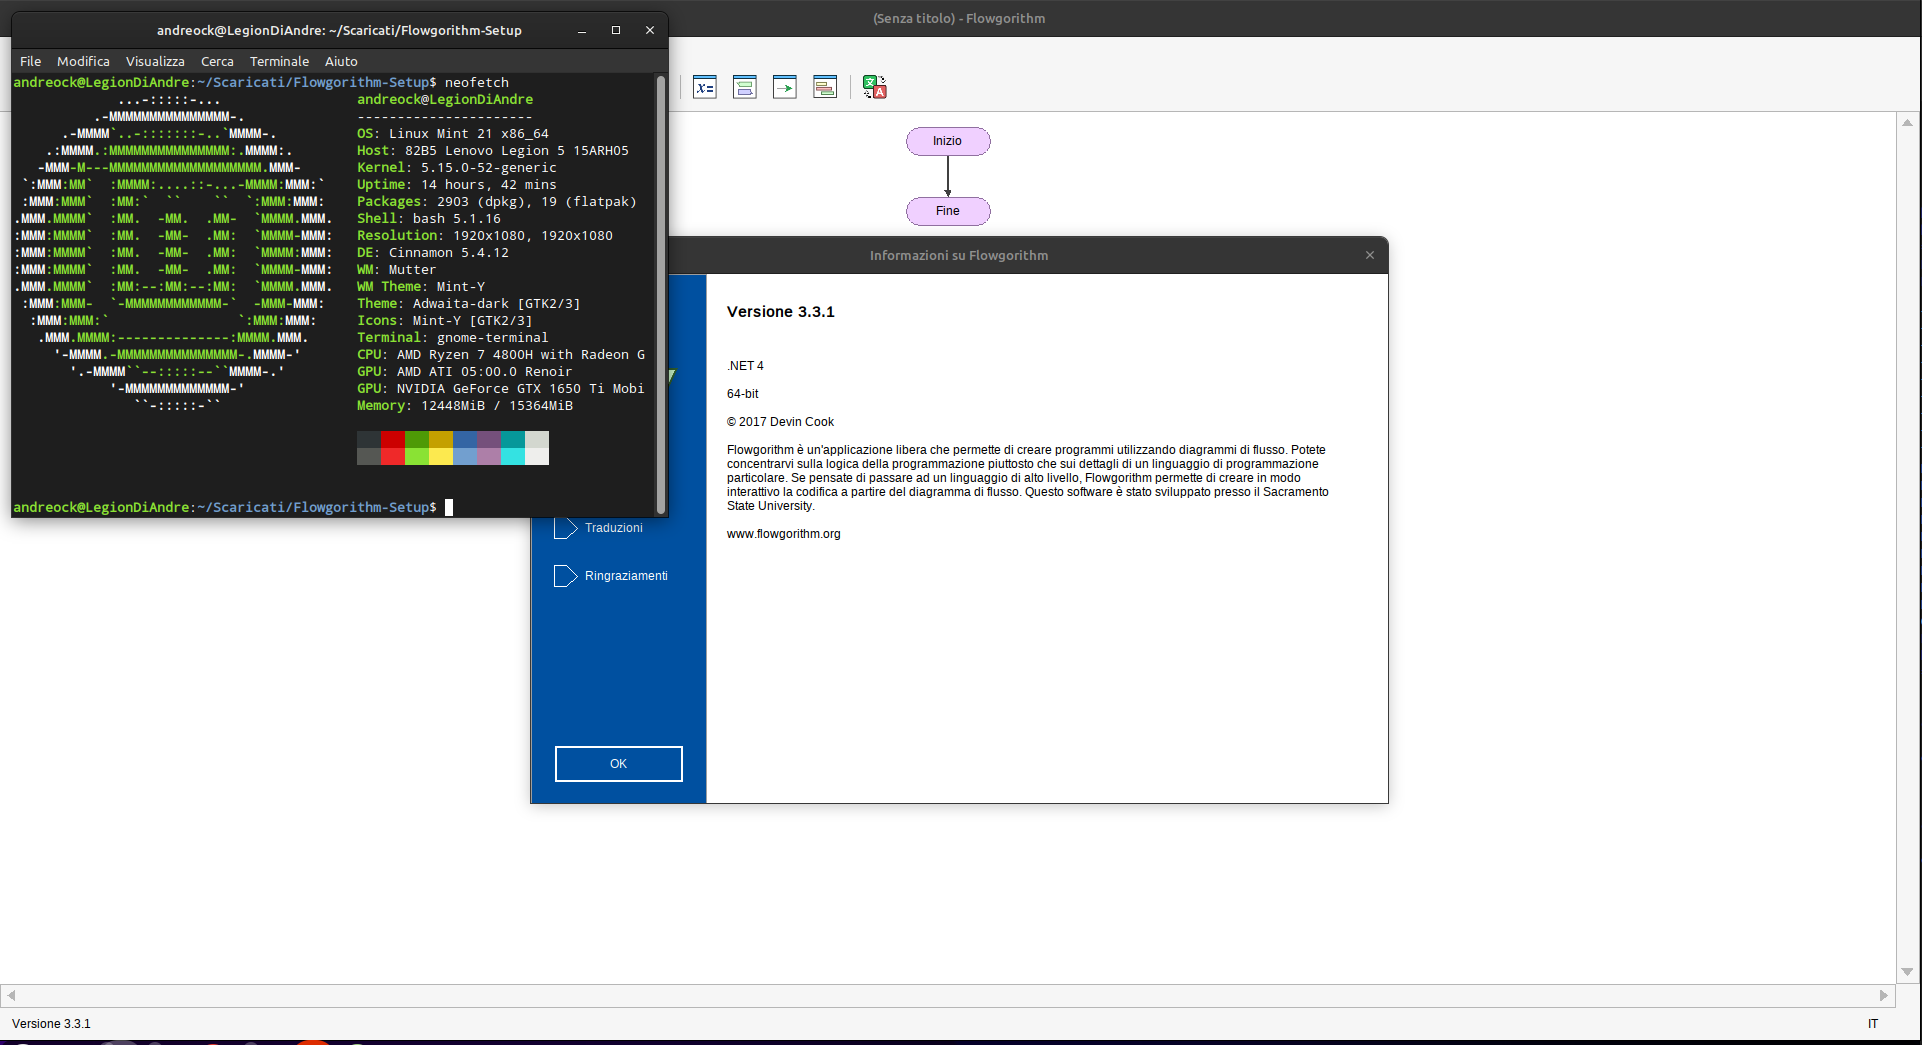 (Senza titolo) - Flowgorithm
andreock@LegionDiAndre: ~/Scaricati/Flowgorithm-Setup
File Modifica Visualizza Cerca Terminale Aiuto
andreock@LegionDiAndre:~/Scaricati/Flowgorithm-Setup$ neofetch
andreock@LegionDiAndre
----------------------
OS: Linux Mint 21 x86_64
Host: 82B5 Lenovo Legion 5 15ARH05
Kernel: 5.15.0-52-generic
Uptime: 14 hours, 42 mins
Packages: 2903 (dpkg), 19 (flatpak)
Shell: bash 5.1.16
Resolution: 1920x1080, 1920x1080
DE: Cinnamon 5.4.12
WM: Mutter
WM Theme: Mint-Y
Theme: Adwaita-dark [GTK2/3]
Icons: Mint-Y [GTK2/3]
Terminal: gnome-terminal
CPU: AMD Ryzen 7 4800H with Radeon G
GPU: AMD ATI 05:00.0 Renoir
GPU: NVIDIA GeForce GTX 1650 Ti Mobi
Memory: 12448MiB / 15364MiB
andreock@LegionDiAndre:~/Scaricati/Flowgorithm-Setup$
x=
A
Inizio
Fine
Informazioni su Flowgorithm
Versione 3.3.1
.NET 4
64-bit
© 2017 Devin Cook
Flowgorithm è un'applicazione libera che permette di creare programmi utilizzando diagrammi di flusso. Potete
concentrarvi sulla logica della programmazione piuttosto che sui dettagli di un linguaggio di programmazione
particolare. Se pensate di passare ad un linguaggio di alto livello, Flowgorithm permette di creare in modo
interattivo la codifica a partire del diagramma di flusso. Questo software è stato sviluppato presso il Sacramento
State University.
www.flowgorithm.org
Traduzioni
Ringraziamenti
OK
Versione 3.3.1
IT